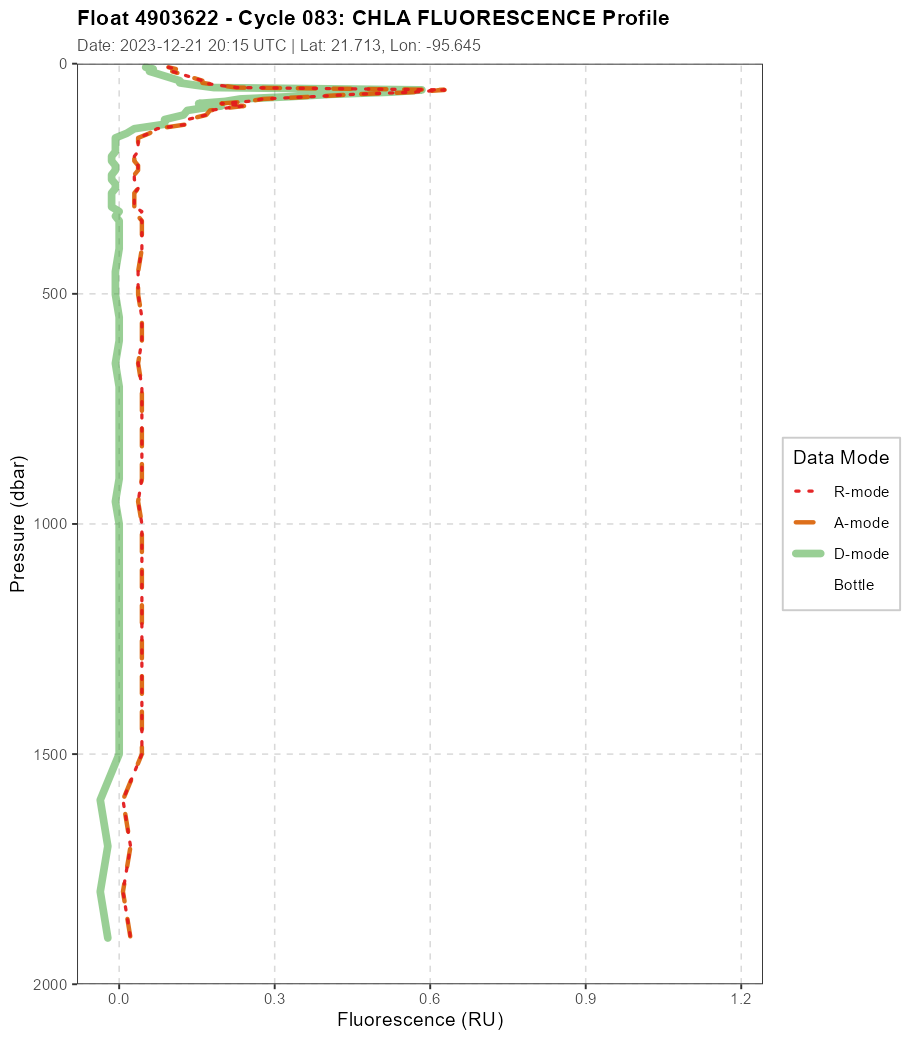 Float 4903622 - Cycle 083: CHLA FLUORESCENCE Profile
Date: 2023-12-21 20:15 UTC | Lat: 21.713, Lon: -95.645
0
500
1000
1500
2000
Pressure (dbar)
0.0
0.3
0.6
0.9
1.2
Fluorescence (RU)
Data Mode
R-mode
A-mode
D-mode
Bottle